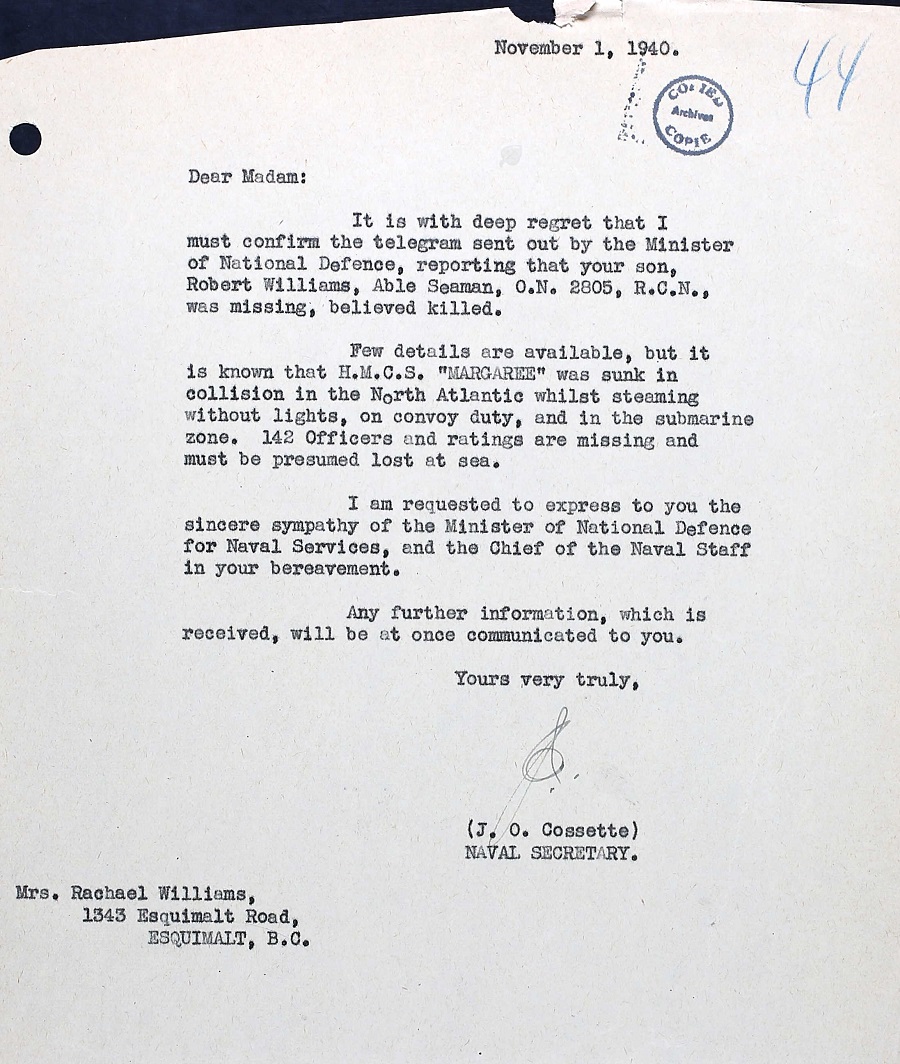 November 1, 1940.
44
COPIED
Archives
COPIE
Dear Madam:
It is with deep regret that I
must confirm the telegram sent out by the Minister
of National Defence, reporting that your son,
Robert Williams, Able Seaman, O.N. 2805, R.C.N.,
was missing, believed killed.
Few details are available, but it
is known that H.M.C.S. "MARGAREE" was sunk in
collision in the North Atlantic whilst steaming
without lights, on convoy duty, and in the submarine
zone. 142 Officers and ratings are missing and
must be presumed lost at sea.
I am requested to express to you the
sincere sympathy of the Minister of National Defence
for Naval Services, and the Chief of the Naval Staff
in your bereavement.
Any further information, which is
received, will be at once communicated to you.
Yours very truly,
(J. O. Cossette)
NAVAL SECRETARY.
Mrs. Rachael Williams,
1343 Esquimalt Road,
ESQUIMALT, B.C.